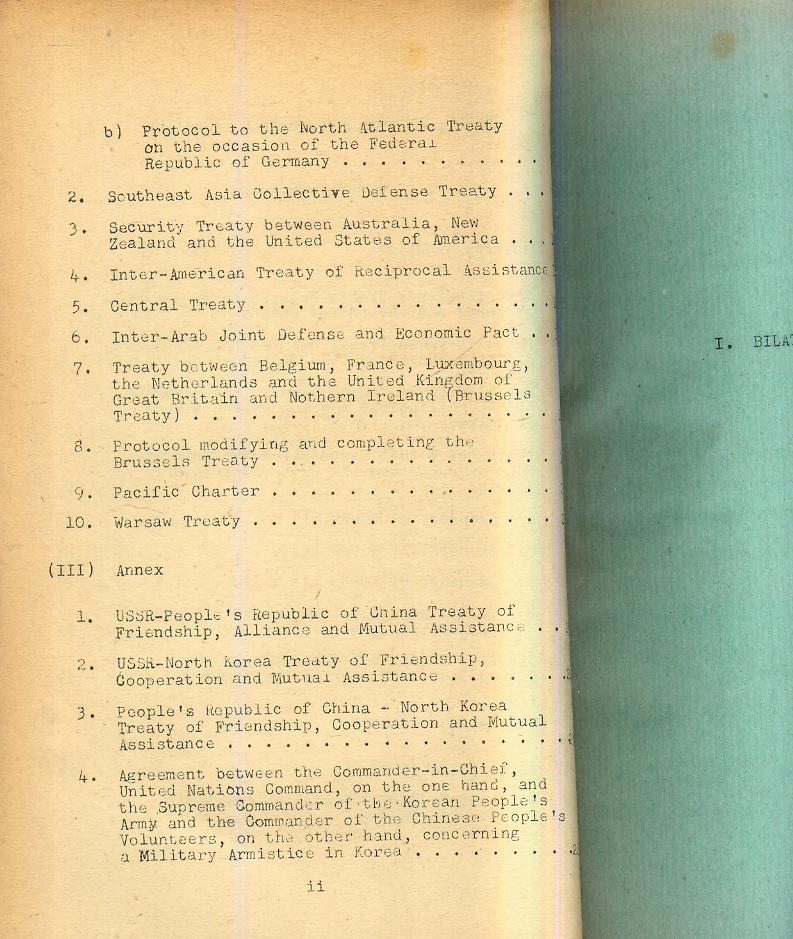 b) Protocol to the North Atlantic Treaty
on the occasion of the Federal
Republic of Germany . . . . . . . . . . .
2. Southeast Asia Collective Defense Treaty . . .
3. Security Treaty between Australia, New
Zealand and the United States of America . . .
4. Inter-American Treaty of Reciprocal Assistance
5. Central Treaty . . . . . . . . . . . . . . . .
6. Inter-Arab Joint Defense and Economic Pact . .
7. Treaty between Belgium, France, Luxembourg,
the Netherlands and the United Kingdom of
Great Britain and Nothern Ireland (Brussels
Treaty) . . . . . . . . . . . . . . . . . . .
8. Protocol modifying and completing the
Brussels Treaty . . . . . . . . . . . . . . .
9. Pacific Charter . . . . . . . . . . . . . . .
10. Warsaw Treaty . . . . . . . . . . . . . . . .
(III) Annex
1. USSR-People's Republic of China Treaty of
Friendship, Alliance and Mutual Assistance . .
2. USSR-North Korea Treaty of Friendship,
Cooperation and Mutual Assistance . . . . . . .
3. People's Republic of China - North Korea
Treaty of Friendship, Cooperation and Mutual
Assistance . . . . . . . . . . . . . . . . . .
4. Agreement between the Commander-in-Chief,
United Nations Command, on the one hand, and
the Supreme Commander of the Korean People's
Army and the Commander of the Chinese People's
Volunteers, on the other hand, concerning
a Military Armistice in Korea . . . . . . . . .
ii
I. BILA